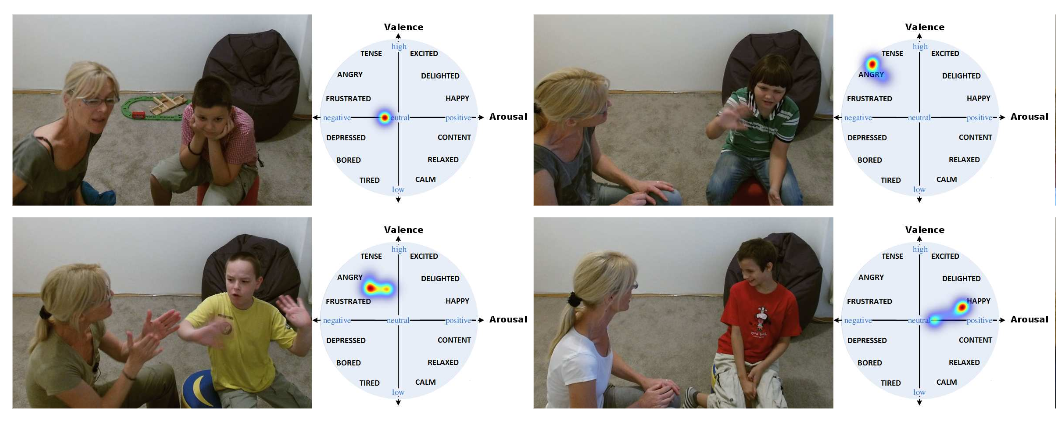 Valence
high
TENSE EXCITED
ANGRY DELIGHTED
FRUSTRATED HAPPY
negative neutral positive Arousal
DEPRESSED CONTENT
BORED RELAXED
TIRED CALM
low
Valence
high
TENSE EXCITED
ANGRY DELIGHTED
FRUSTRATED HAPPY
negative neutral positive Arousal
DEPRESSED CONTENT
BORED RELAXED
TIRED CALM
low
Valence
high
TENSE EXCITED
ANGRY DELIGHTED
FRUSTRATED HAPPY
negative neutral positive Arousal
DEPRESSED CONTENT
BORED RELAXED
TIRED CALM
low
Valence
high
TENSE EXCITED
ANGRY DELIGHTED
FRUSTRATED HAPPY
negative neutral positive Arousal
DEPRESSED CONTENT
BORED RELAXED
TIRED CALM
low